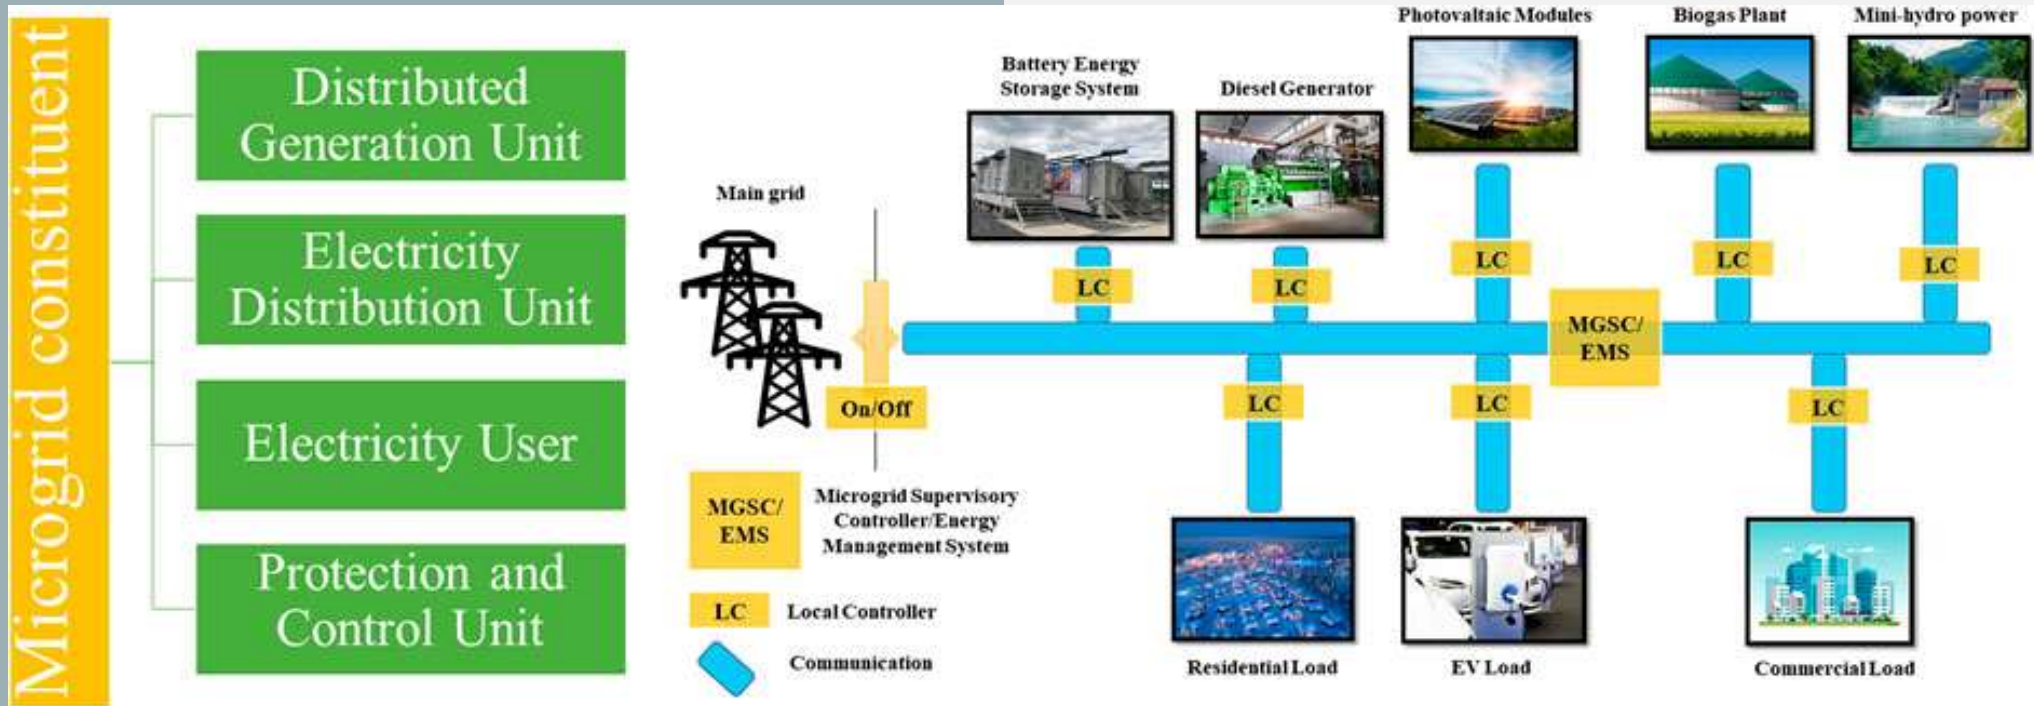 Microgrid constituent
Distributed
Generation Unit
Electricity
Distribution Unit
Electricity User
Protection and
Control Unit
Main grid
On/Off
Battery Energy
Storage System
Diesel Generator
Photovaltaic Modules
Biogas Plant
Mini-hydro power
LC
LC
LC
LC
LC
MGSC/
EMS
LC
LC
LC
Residential Load
EV Load
Commercial Load
MGSC/
EMS
Microgrid Supervisory
Controller/Energy
Management System
LC
Local Controller
Communication